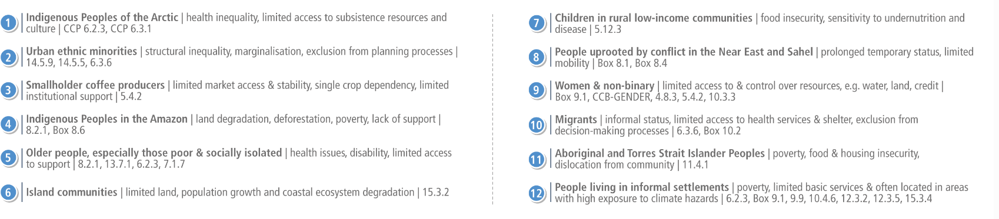 1 | Indigenous Peoples of the Arctic | health inequality, limited access to subsistence resources and
culture | CCP 6.2.3, CCP 6.3.1
2 | Urban ethnic minorities | structural inequality, marginalisation, exclusion from planning processes |
14.5.9, 14.5.5, 6.3.6
3 | Smallholder coffee producers | limited market access & stability, single crop dependency, limited
institutional support | 5.4.2
4 | Indigenous Peoples in the Amazon | land degradation, deforestation, poverty, lack of support |
8.2.1, Box 8.6
5 | Older people, especially those poor & socially isolated | health issues, disability, limited access
to support | 8.2.1, 13.7.1, 6.2.3, 7.1.7
6 | Island communities | limited land, population growth and coastal ecosystem degradation | 15.3.2
7 | Children in rural low-income communities | food insecurity, sensitivity to undernutrition and
disease | 5.12.3
8 | People uprooted by conflict in the Near East and Sahel | prolonged temporary status, limited
mobility | Box 8.1, Box 8.4
9 | Women & non-binary | limited access to & control over resources, e.g. water, land, credit |
Box 9.1, CCB-GENDER, 4.8.3, 5.4.2, 10.3.3
10 | Migrants | informal status, limited access to health services & shelter, exclusion from
decision-making processes | 6.3.6, Box 10.2
11 | Aboriginal and Torres Strait Islander Peoples | poverty, food & housing insecurity,
dislocation from community | 11.4.1
12 | People living in informal settlements | poverty, limited basic services & often located in areas
with high exposure to climate hazards | 6.2.3, Box 9.1, 9.9, 10.4.6, 12.3.2, 12.3.5, 15.3.4